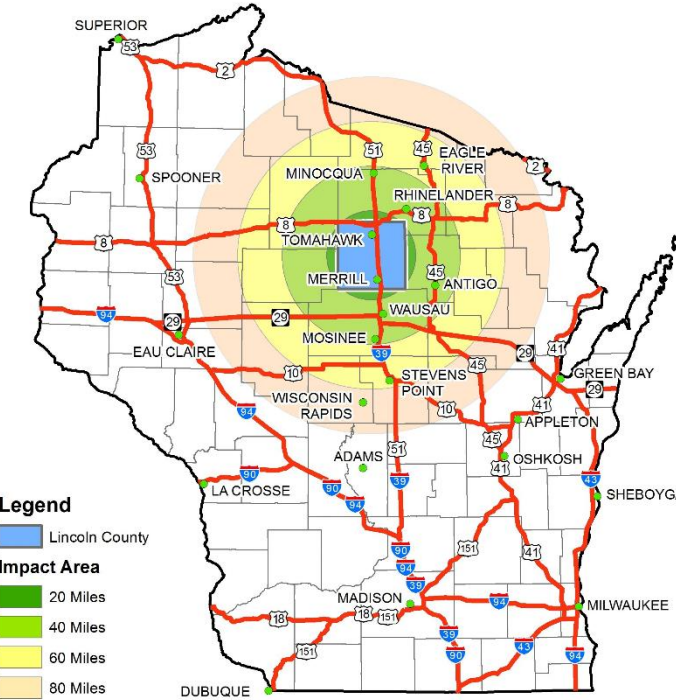 SUPERIOR
53
2
53
SPOONER
51
45
EAGLE
RIVER
2
MINOCQUA
RHINELANDER
8
8
8
8
TOMAHAWK
53
MERRILL
45
ANTIGO
94
29
29
WAUSAU
MOSINEE
39
29
41
EAU CLAIRE
10
45
GREEN BAY
29
STEVENS
POINT
WISCONSIN
RAPIDS
94
10
41
APPLETON
45
51
ADAMS
OSHKOSH
41
90
90
39
43
LA CROSSE
94
SHEBOYG
Legend
Lincoln County
Impact Area
20 Miles
40 Miles
60 Miles
80 Miles
90
94
39
151
41
MADISON
94
MILWAUKEE
18
18
151
39
43
151
90
94
DUBUQUE